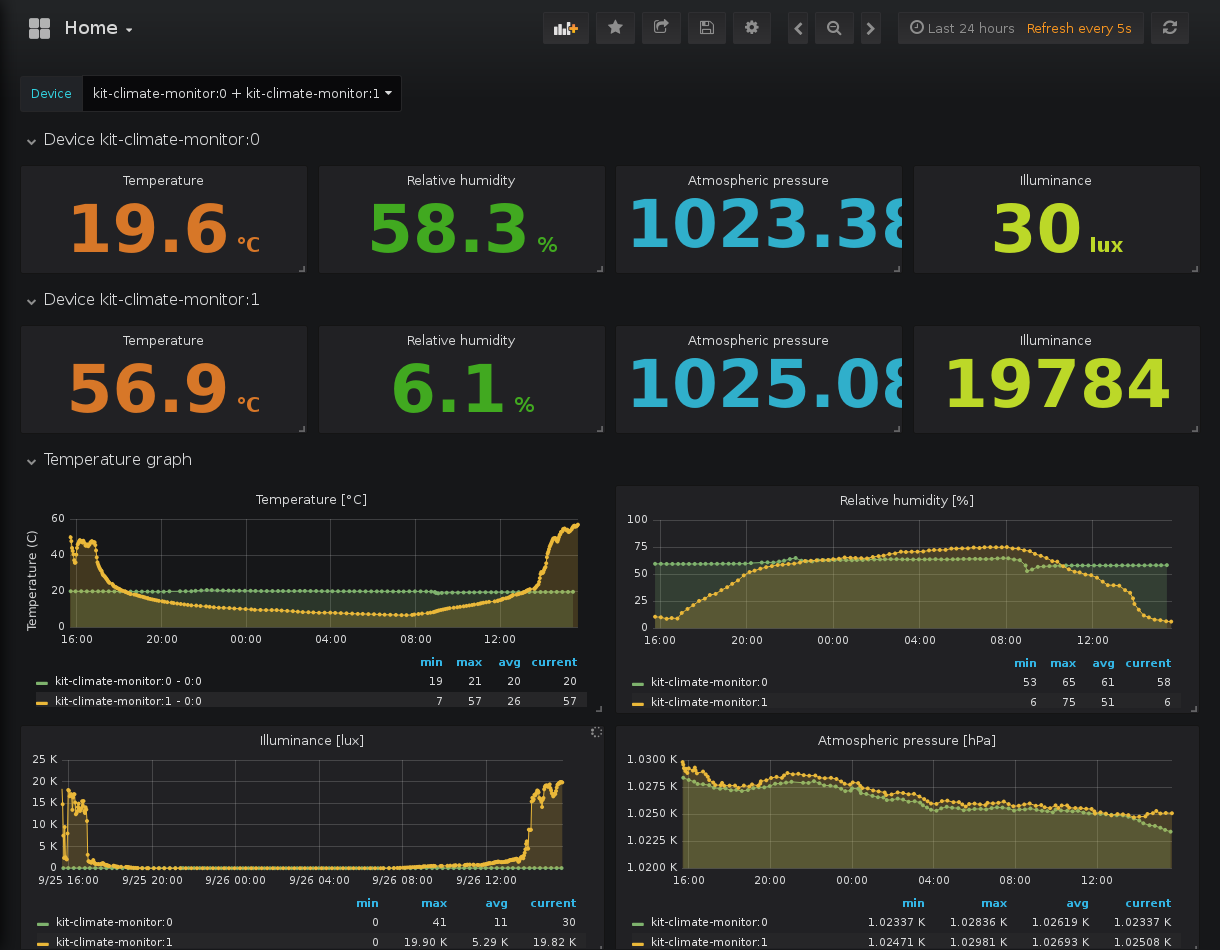 Home
Last 24 hours Refresh every 5s
Device kit-climate-monitor:0 + kit-climate-monitor:1
Device kit-climate-monitor:0
Temperature Relative humidity Atmospheric pressure Illuminance
19.6 °C 58.3 % 1023.38 30 lux
Device kit-climate-monitor:1
Temperature Relative humidity Atmospheric pressure Illuminance
56.9 °C 6.1 % 1025.08 19784
Temperature graph
Temperature [°C]
Temperature (C)
60
40
20
0
16:00 20:00 00:00 04:00 08:00 12:00
min max avg current
kit-climate-monitor:0 - 0:0 19 21 20 20
kit-climate-monitor:1 - 0:0 7 57 26 57
Relative humidity [%]
100
75
50
25
0
16:00 20:00 00:00 04:00 08:00 12:00
min max avg current
kit-climate-monitor:0 53 65 61 58
kit-climate-monitor:1 6 75 51 6
Illuminance [lux]
25 K
20 K
15 K
10 K
5 K
0
9/25 16:00 9/25 20:00 9/26 00:00 9/26 04:00 9/26 08:00 9/26 12:00
min max avg current
kit-climate-monitor:0 0 41 11 30
kit-climate-monitor:1 0 19.90 K 5.29 K 19.82 K
Atmospheric pressure [hPa]
1.0300 K
1.0275 K
1.0250 K
1.0225 K
1.0200 K
16:00 20:00 00:00 04:00 08:00 12:00
min max avg current
kit-climate-monitor:0 1.02337 K 1.02836 K 1.02619 K 1.02337 K
kit-climate-monitor:1 1.02471 K 1.02981 K 1.02693 K 1.02508 K